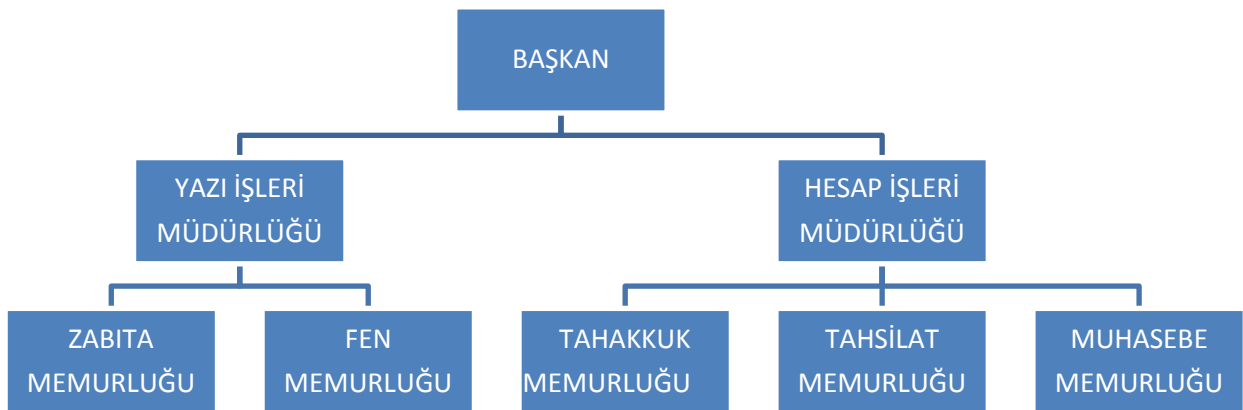 BAŞKAN
YAZI İŞLERİ
MÜDÜRLÜĞÜ
HESAP İŞLERİ
MÜDÜRLÜĞÜ
ZABITA
MEMURLUĞU
FEN
MEMURLUĞU
TAHAKKUK
MEMURLUĞU
TAHSİLAT
MEMURLUĞU
MUHASEBE
MEMURLUĞU